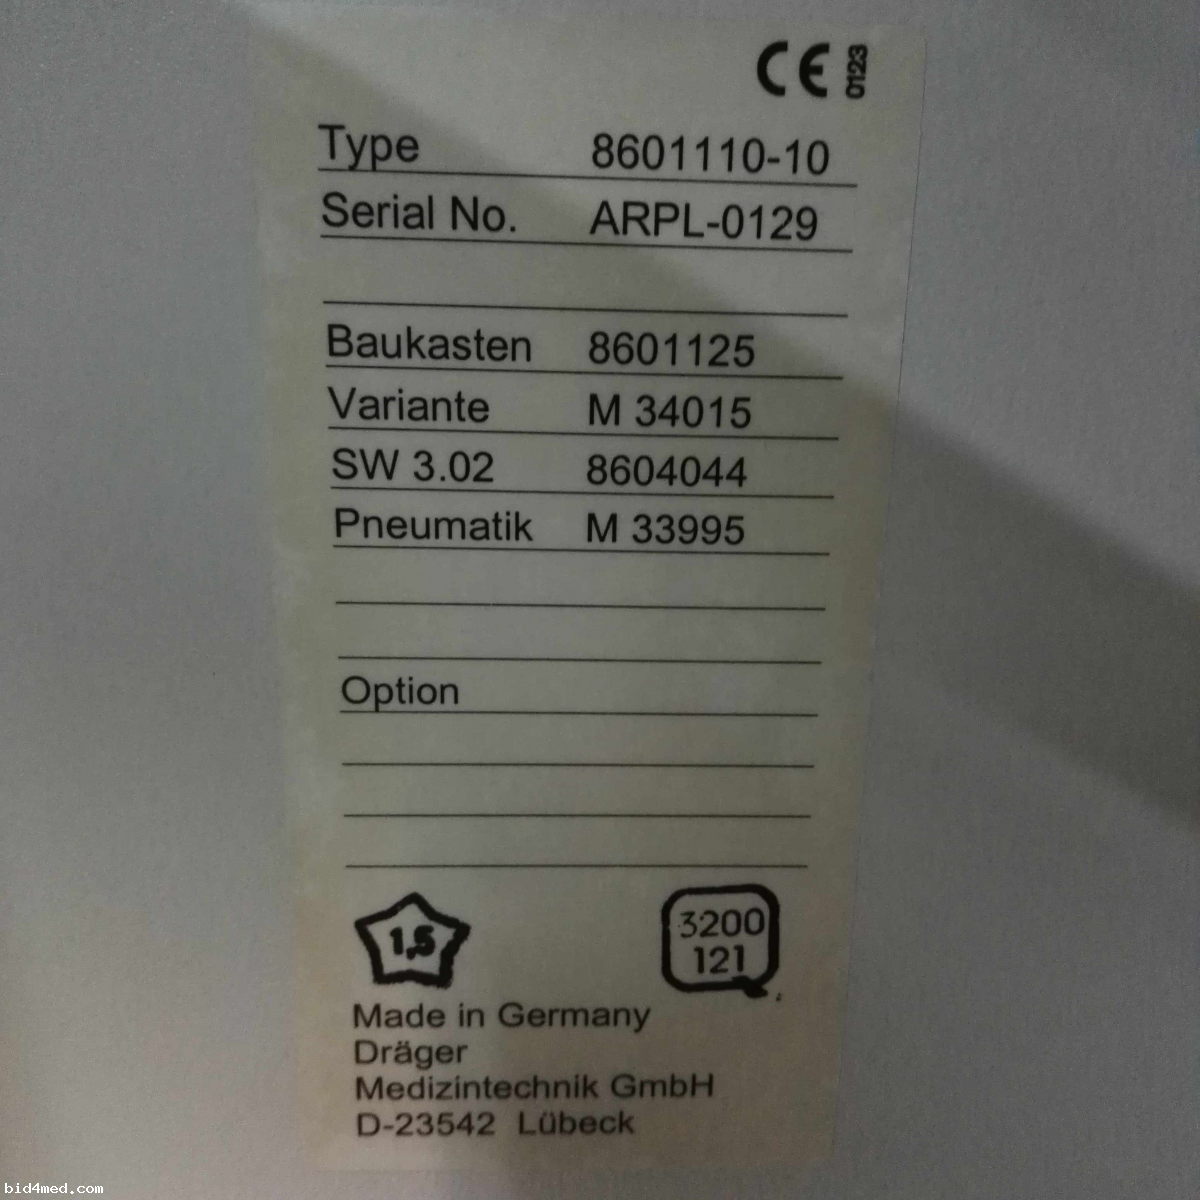 CE 0123
Type 8601110-10
Serial No. ARPL-0129
Baukasten 8601125
Variante M 34015
SW 3.02 8604044
Pneumatik M 33995
Option
1,5
3200
121
Made in Germany
Dräger
Medizintechnik GmbH
D-23542 Lübeck
bid4med.com